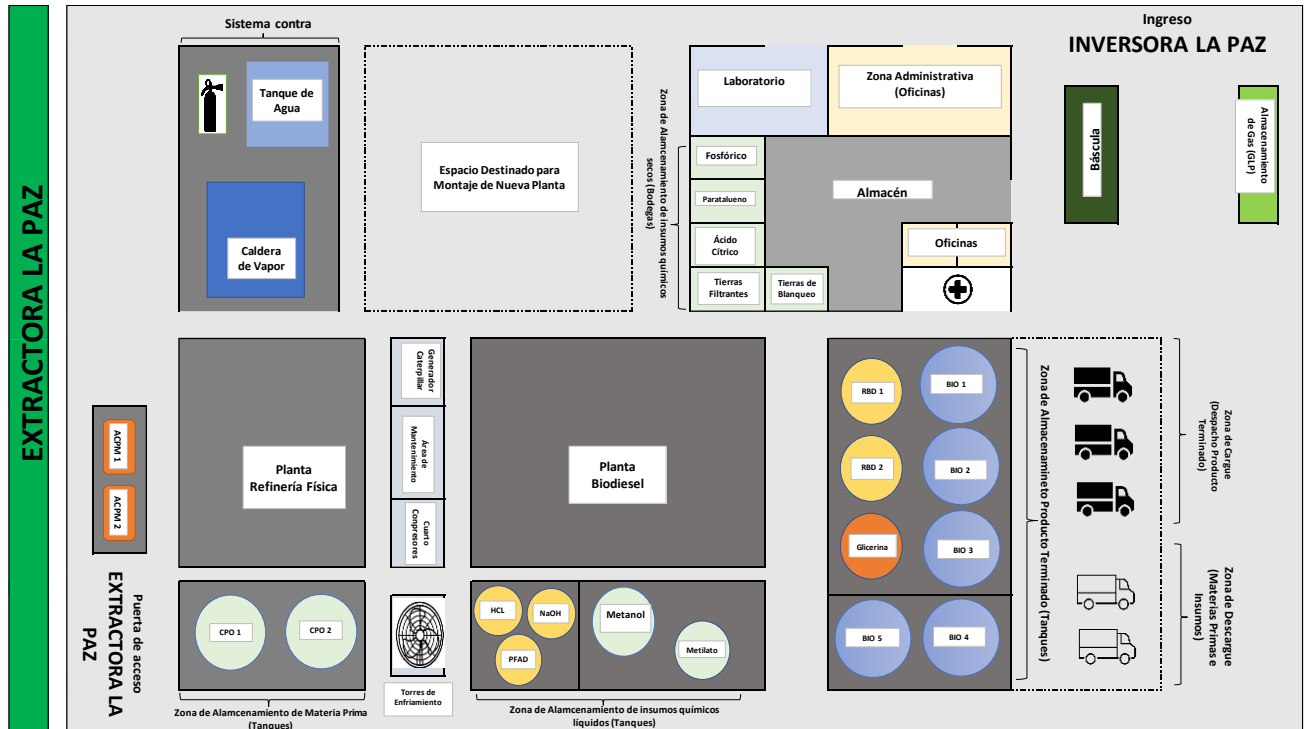 EXTRACTORA LA PAZ
Sistema contra
Tanque de
Agua
Caldera
de Vapor
Espacio Destinado para
Montaje de Nueva Planta
Zona de Alamcenamiento de insumos químicos
secos (Bodegas)
Laboratorio
Zona Administrativa
(Oficinas)
Fosfórico
Paratalueno
Ácido
Cítrico
Tierras
Filtrantes
Tierras de
Blanqueo
Almacén
Oficinas
Ingreso
INVERSORA LA PAZ
Báscula
Almacenamiento
de Gas (GLP)
ACPM 1
ACPM 2
Puerta de acceso
EXTRACTORA LA
PAZ
Planta
Refinería Física
Generador
Caterpillar
Área de
Mantenimiento
Cuarto
Conpresores
Planta
Biodiesel
RBD 1
BIO 1
RBD 2
BIO 2
Glicerina
BIO 3
BIO 5
BIO 4
Zona de Almacenamineto Producto Terminado (Tanques)
Zona de Cargue
(Despacho Producto
Terminado)
Zona de Descargue
(Materias Primas e
Insumos)
CPO 1
CPO 2
Zona de Alamcenamiento de Materia Prima
(Tanques)
Torres de
Enfriamiento
HCL
NaOH
PFAD
Metanol
Metilato
Zona de Alamcenamiento de insumos químicos
líquidos (Tanques)